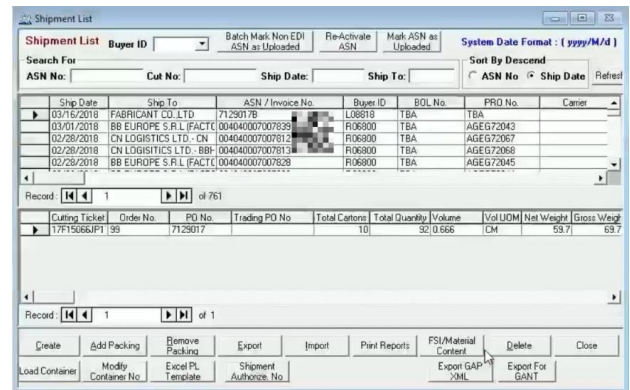 Shipment List
Shipment List Buyer ID Batch Mark Non EDI ASN as Uploaded Re-Activate ASN Mark ASN as Uploaded System Date Format : ( yyyy/M/d )
Search For Sort By Descend
ASN No: Cut No: Ship Date: Ship To: ASN No Ship Date Refresh
Ship Date Ship To ASN / Invoice No. Buyer ID BOL No. PRO No. Carrier
03/16/2018 FABRICANT CO.,LTD 7129017B L08818 TBA TBA
03/01/2018 BB EUROPE S.R.L (FACTC 004040007007839 R06800 TBA AGEG72043
02/28/2018 CN LOGISTICS LTD.- CN 004040007007812 R06800 TBA AGEG72067
02/28/2018 CN LOGISTICS LTD. - BBH 004040007007813 R06800 TBA AGEG72068
02/28/2018 BB EUROPE S.R.L (FACTC 004040007007828 R06800 TBA AGEG72045
Record: 1 of 761
Cutting Ticket Order No. PO No. Trading PO No Total Cartons Total Quantity Volume Vol UOM Net Weight Gross Weigh
17F15066JP1 99 7129017 10 92 0.666 CM 59.7 69.7
Record: 1 of 1
Create Add Packing Remove Packing Export Import Print Reports FSI/Material Content Delete Close
Load Container Modify Container No Excel PL Template Shipment Authorize. No Export GAP XML Export For GANT